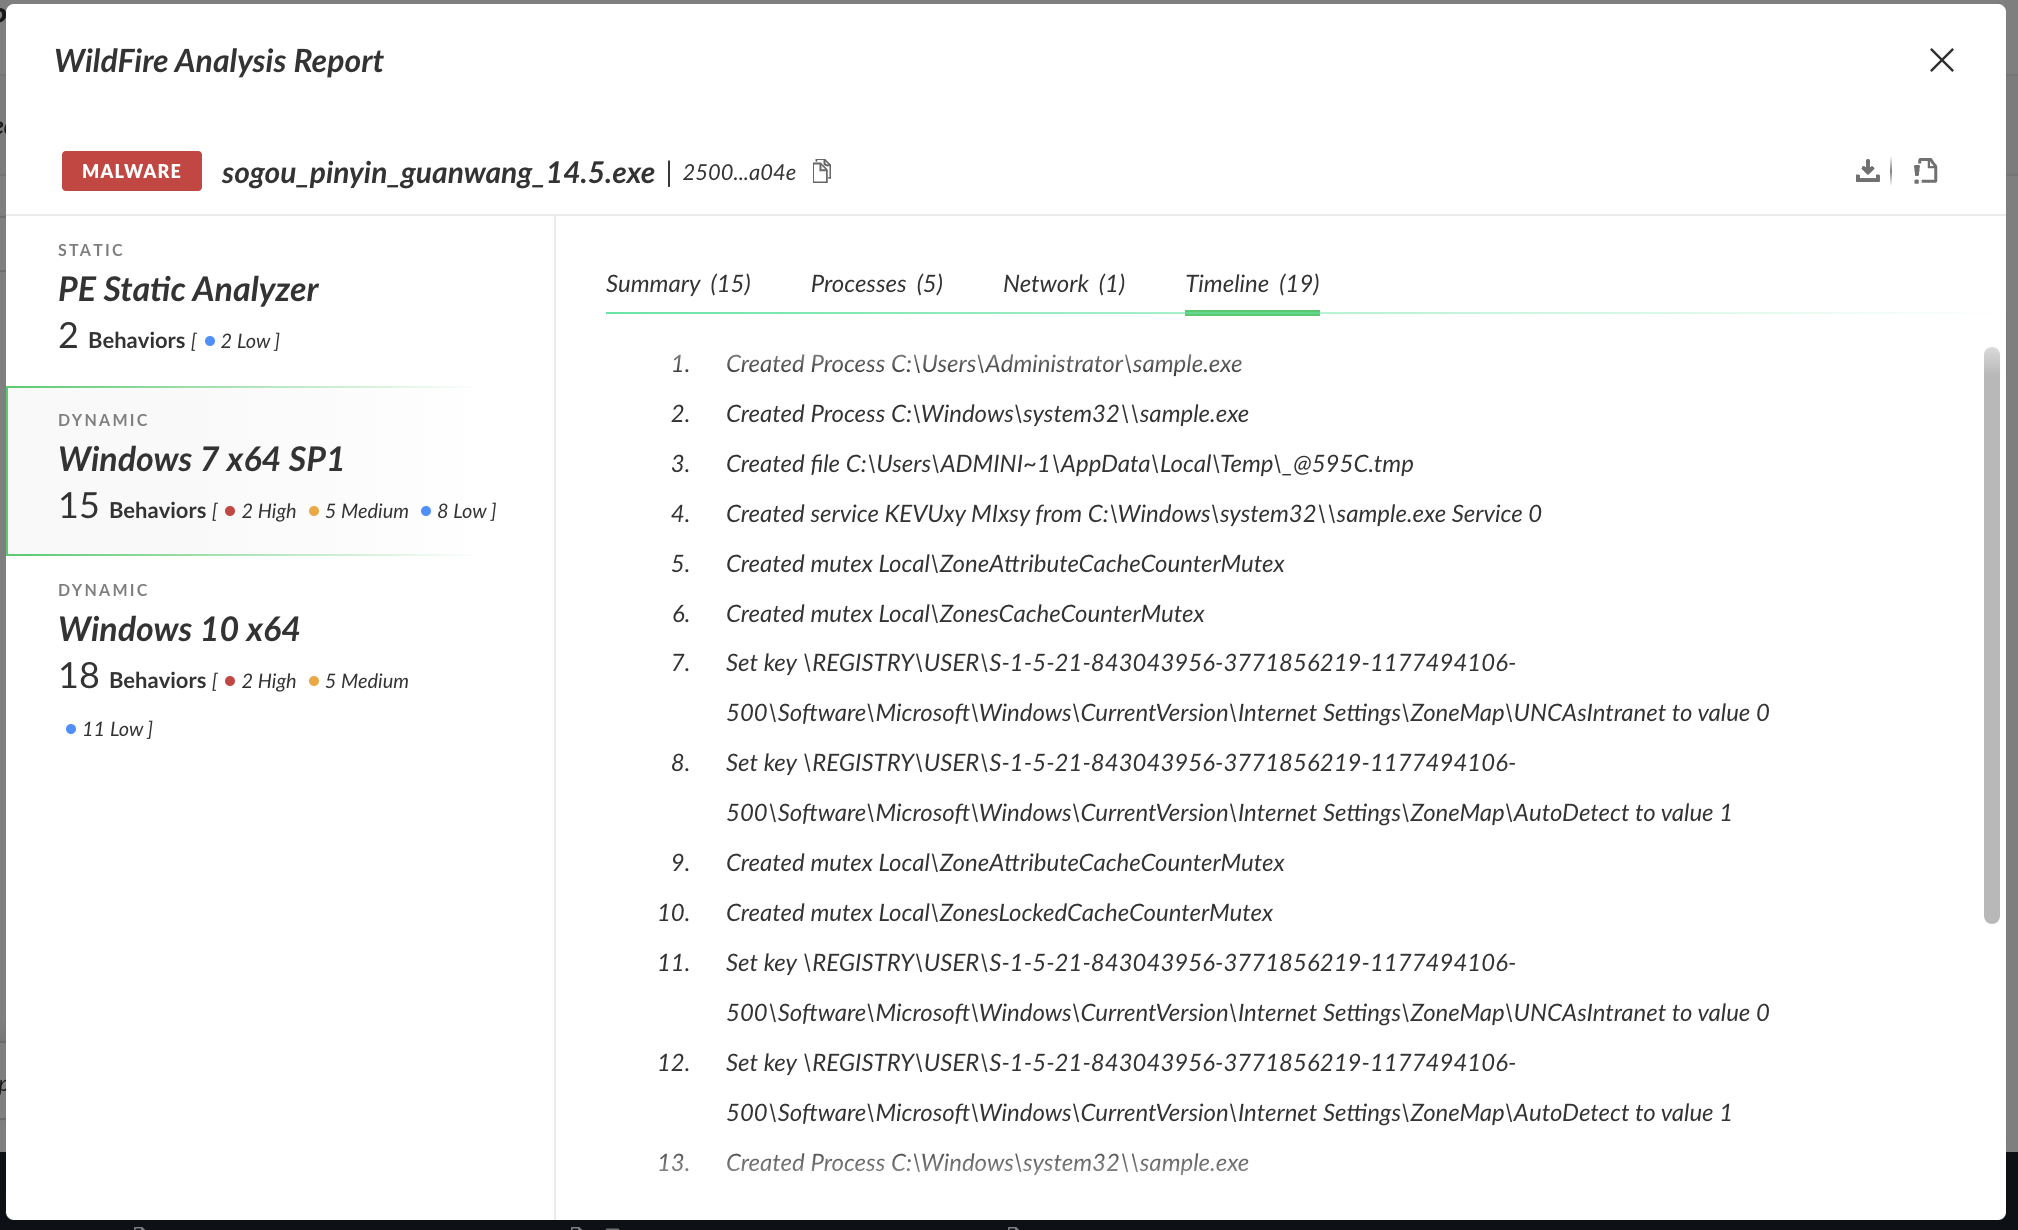 WildFire Analysis Report
MALWARE sogou_pinyin_guanwang_14.5.exe | 2500...a04e
STATIC
PE Static Analyzer
2 Behaviors [ 2 Low ]
DYNAMIC
Windows 7 x64 SP1
15 Behaviors [ 2 High 5 Medium 8 Low ]
DYNAMIC
Windows 10 x64
18 Behaviors [ 2 High 5 Medium
11 Low ]
Summary (15) Processes (5) Network (1) Timeline (19)
1. Created Process C:\Users\Administrator\sample.exe
2. Created Process C:\Windows\system32\\sample.exe
3. Created file C:\Users\ADMINI~1\AppData\Local\Temp\_@595C.tmp
4. Created service KEVUxy MIxsy from C:\Windows\system32\\sample.exe Service 0
5. Created mutex Local\ZoneAttributeCacheCounterMutex
6. Created mutex Local\ZonesCacheCounterMutex
7. Set key \REGISTRY\USER\S-1-5-21-843043956-3771856219-1177494106-
500\Software\Microsoft\Windows\CurrentVersion\Internet Settings\ZoneMap\UNCAsIntranet to value 0
8. Set key \REGISTRY\USER\S-1-5-21-843043956-3771856219-1177494106-
500\Software\Microsoft\Windows\CurrentVersion\Internet Settings\ZoneMap\AutoDetect to value 1
9. Created mutex Local\ZoneAttributeCacheCounterMutex
10. Created mutex Local\ZonesLockedCacheCounterMutex
11. Set key \REGISTRY\USER\S-1-5-21-843043956-3771856219-1177494106-
500\Software\Microsoft\Windows\CurrentVersion\Internet Settings\ZoneMap\UNCAsIntranet to value 0
12. Set key \REGISTRY\USER\S-1-5-21-843043956-3771856219-1177494106-
500\Software\Microsoft\Windows\CurrentVersion\Internet Settings\ZoneMap\AutoDetect to value 1
13. Created Process C:\Windows\system32\\sample.exe